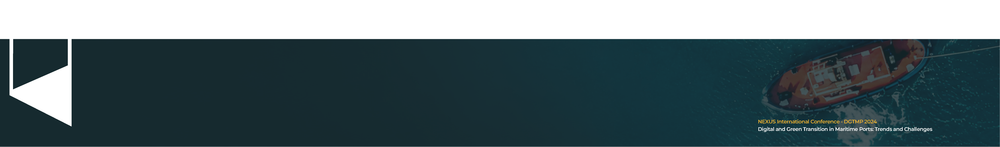 NEXUS International Conference - DGTMP 2024
Digital and Green Transition in Maritime Ports: Trends and Challenges